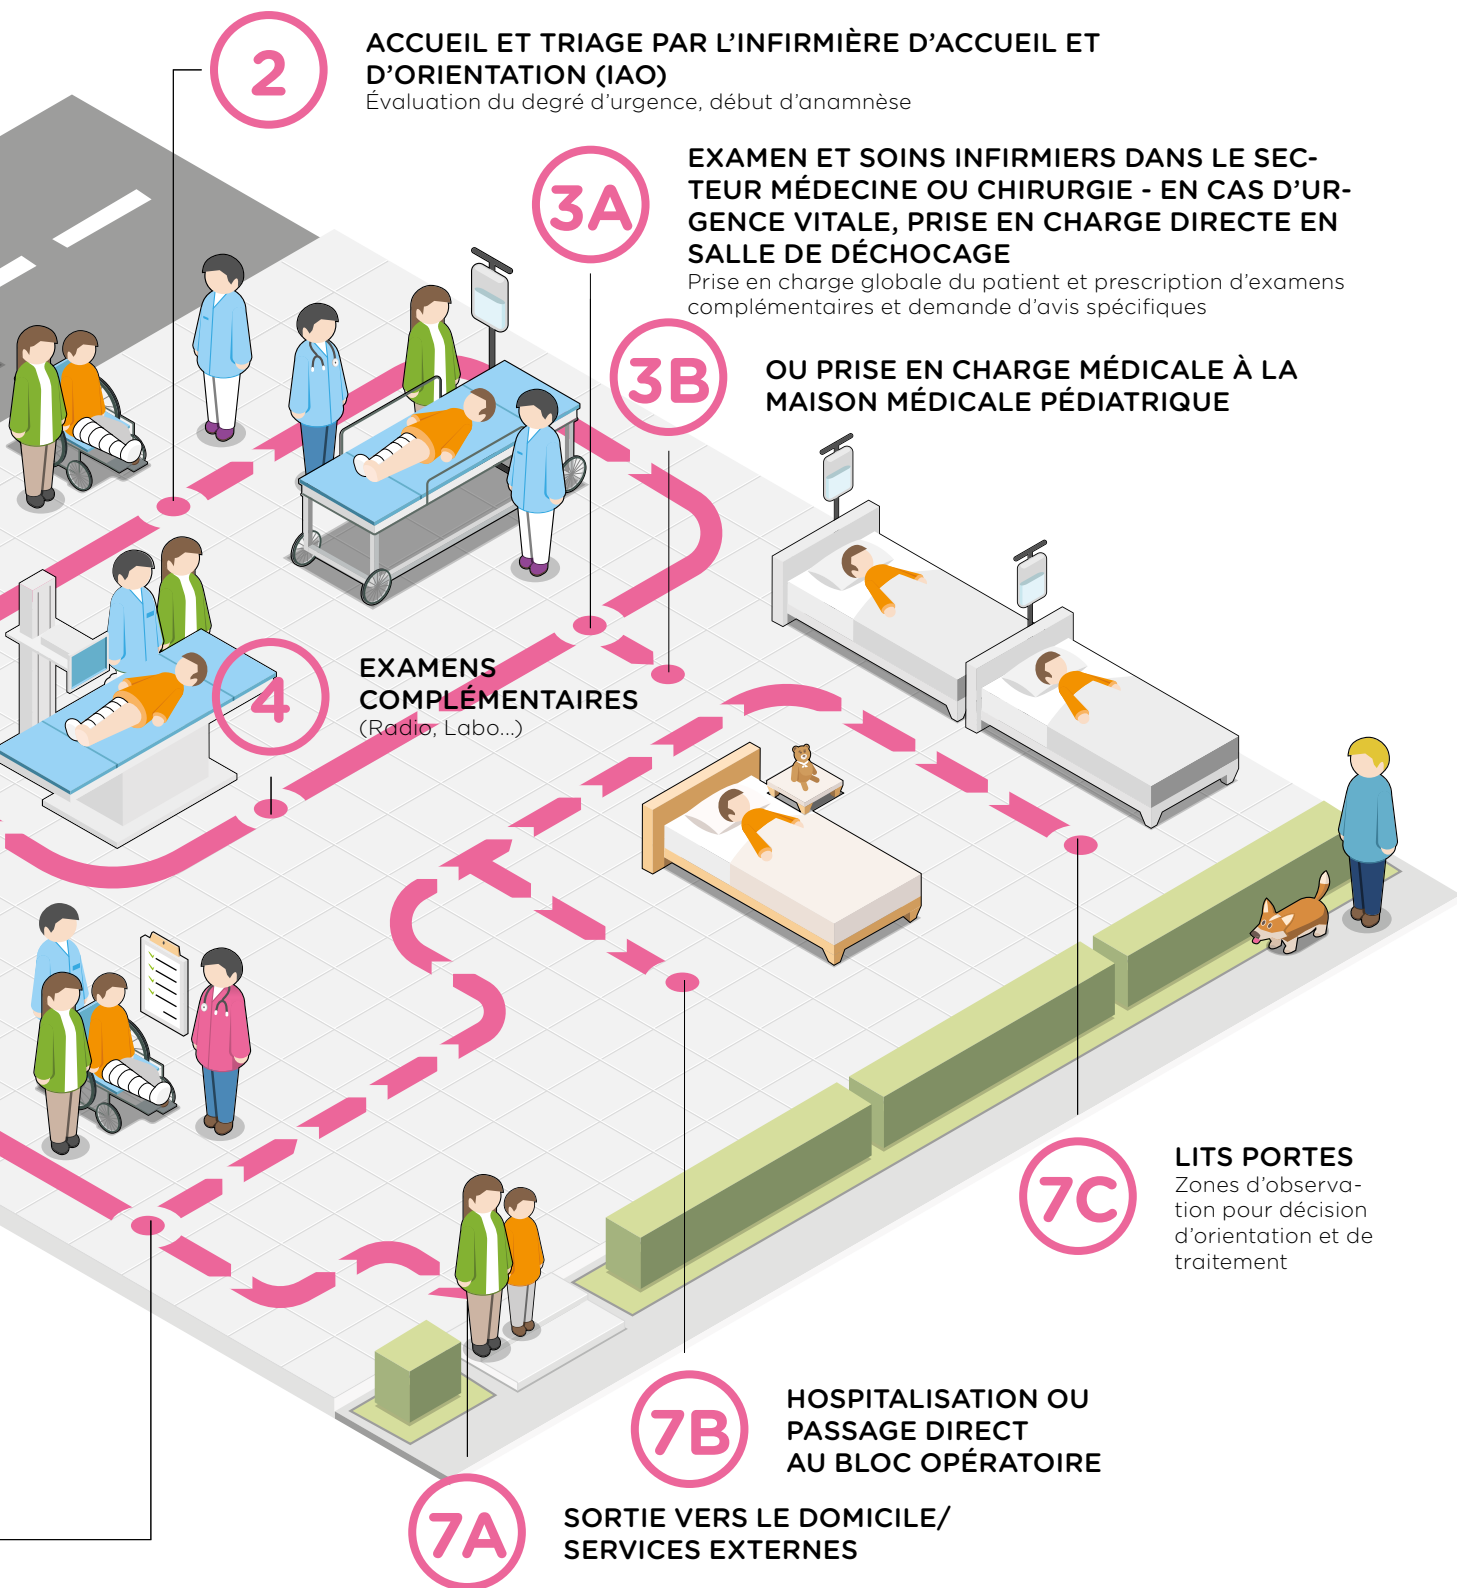 2
ACCUEIL ET TRIAGE PAR L’INFIRMIÈRE D’ACCUEIL ET
D’ORIENTATION (IAO)
Évaluation du degré d’urgence, début d’anamnèse
3A
EXAMEN ET SOINS INFIRMIERS DANS LE SEC-
TEUR MÉDECINE OU CHIRURGIE - EN CAS D’UR-
GENCE VITALE, PRISE EN CHARGE DIRECTE EN
SALLE DE DÉCHOCAGE
Prise en charge globale du patient et prescription d’examens
complémentaires et demande d’avis spécifiques
3B
OU PRISE EN CHARGE MÉDICALE À LA
MAISON MÉDICALE PÉDIATRIQUE
4
EXAMENS
COMPLÉMENTAIRES
(Radio, Labo...)
7C
LITS PORTES
Zones d’observa-
tion pour décision
d’orientation et de
traitement
7B
HOSPITALISATION OU
PASSAGE DIRECT
AU BLOC OPÉRATOIRE
7A
SORTIE VERS LE DOMICILE/
SERVICES EXTERNES